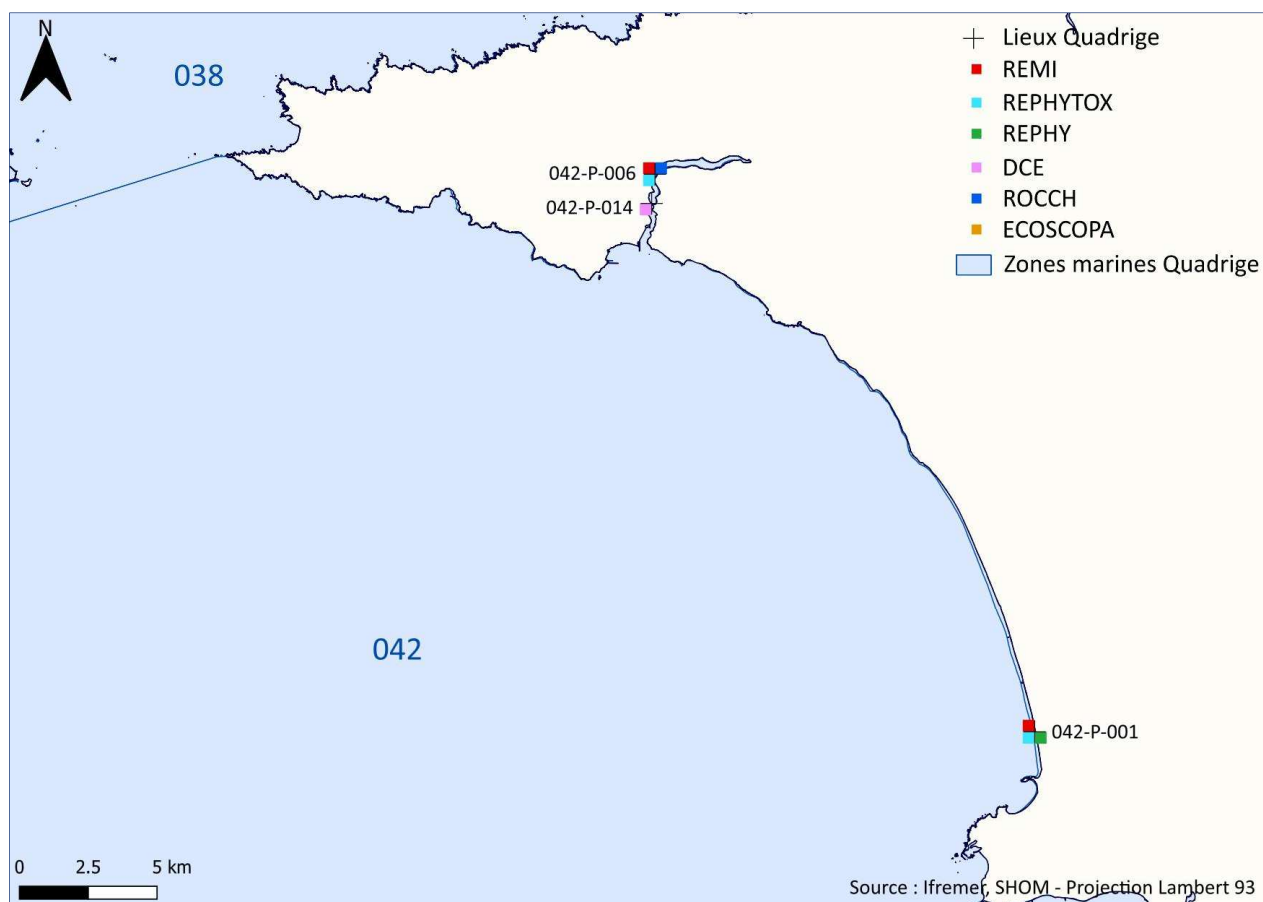 N
038
Lieux Quadrige
REMI
REPHYTOX
REPHY
DCE
ROCCH
ECOSCOPA
Zones marines Quadrige
042-P-006
042-P-014
042
042-P-001
0 2.5 5 km
Source : Ifremer, SHOM - Projection Lambert 93